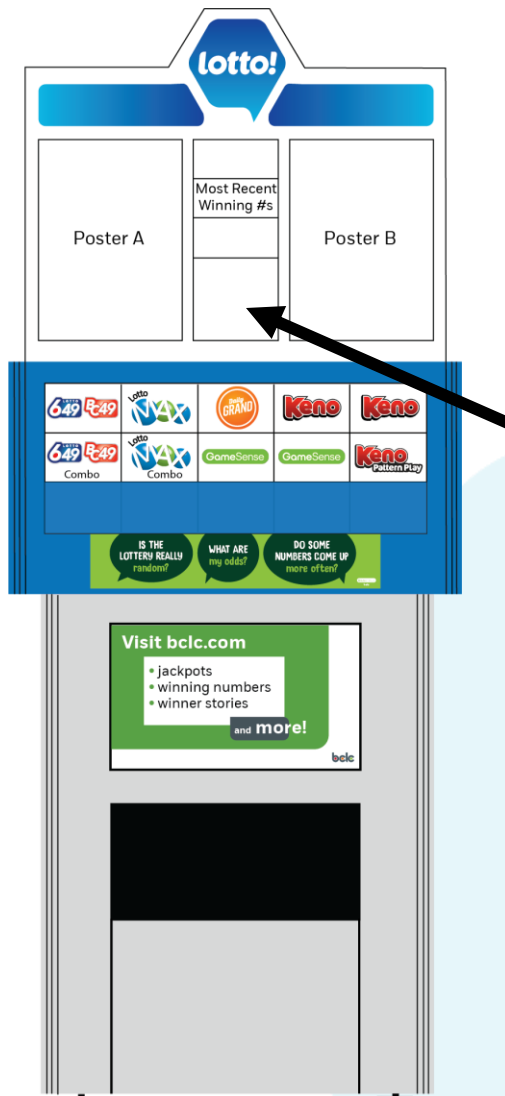 lotto!
Most Recent
Winning #s
Poster A
Poster B
LOTTO
649 BC49
Lotto
MAX
Daily
GRAND
Keno
Keno
649 BC49
Combo
Lotto
MAX
Combo
GameSense
GameSense
Keno
Pattern Play
IS THE
LOTTERY REALLY
random?
WHAT ARE
my odds?
DO SOME
NUMBERS COME UP
more often?
Visit bclc.com
• jackpots
• winning numbers
• winner stories
and more!
bclc